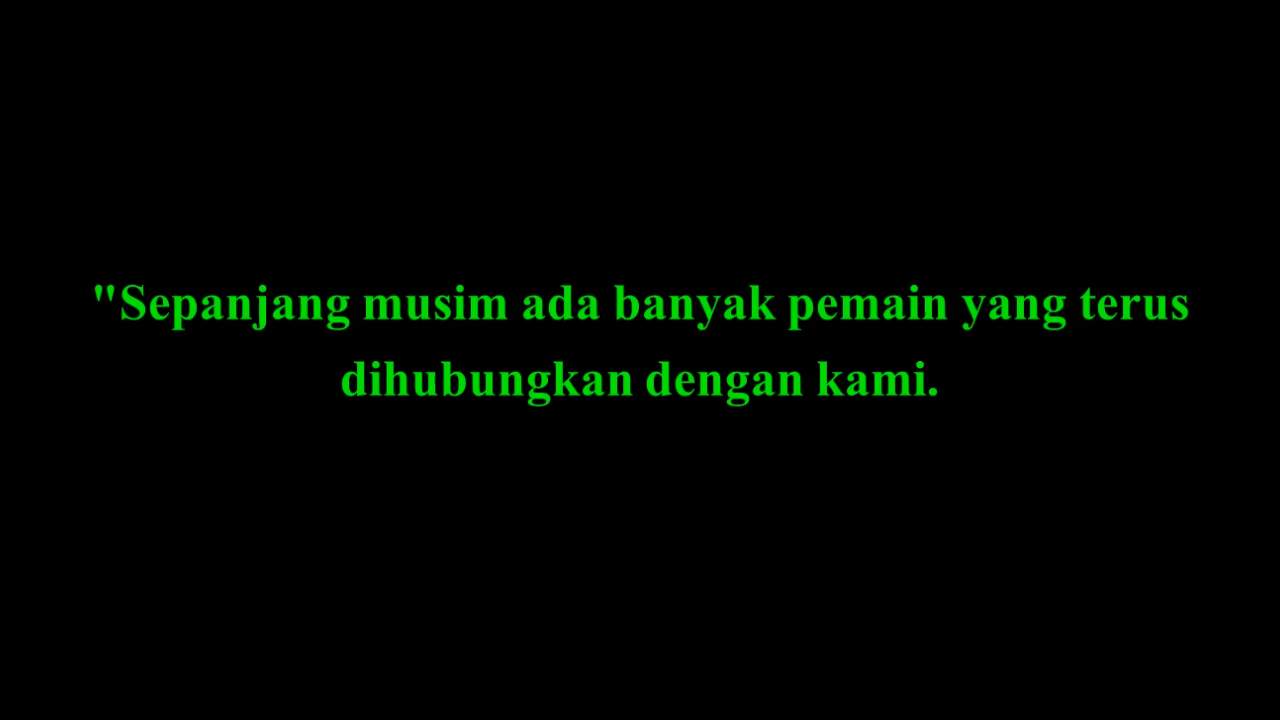 "Sepanjang musim ada banyak pemain yang terus
dihubungkan dengan kami.